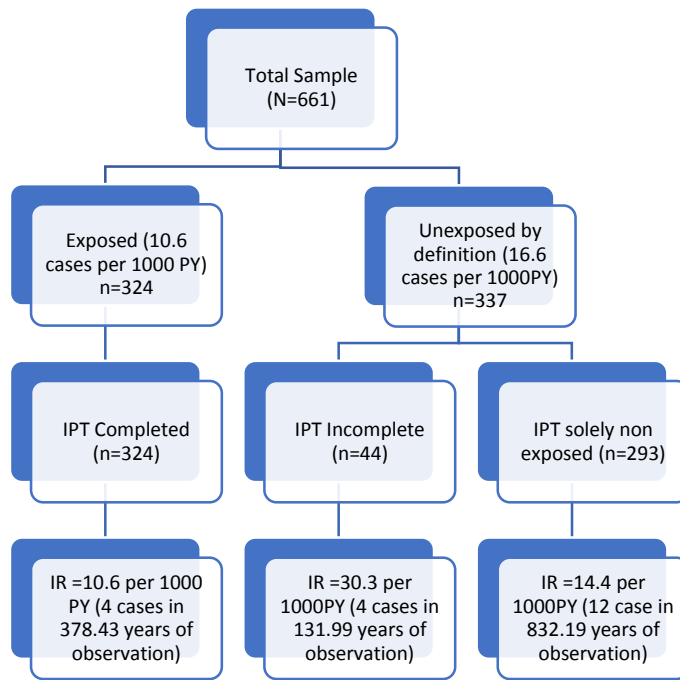 Total Sample
(N=661)
Exposed (10.6
cases per 1000 PY)
n=324
Unexposed by
definition (16.6
cases per 1000PY)
n=337
IPT Completed
(n=324)
IPT Incomplete
(n=44)
IPT solely non
exposed (n=293)
IR =10.6 per 1000
PY (4 cases in
378.43 years of
observation)
IR =30.3 per
1000PY (4 cases in
131.99 years of
observation)
IR =14.4 per
1000PY (12 case in
832.19 years of
observation)